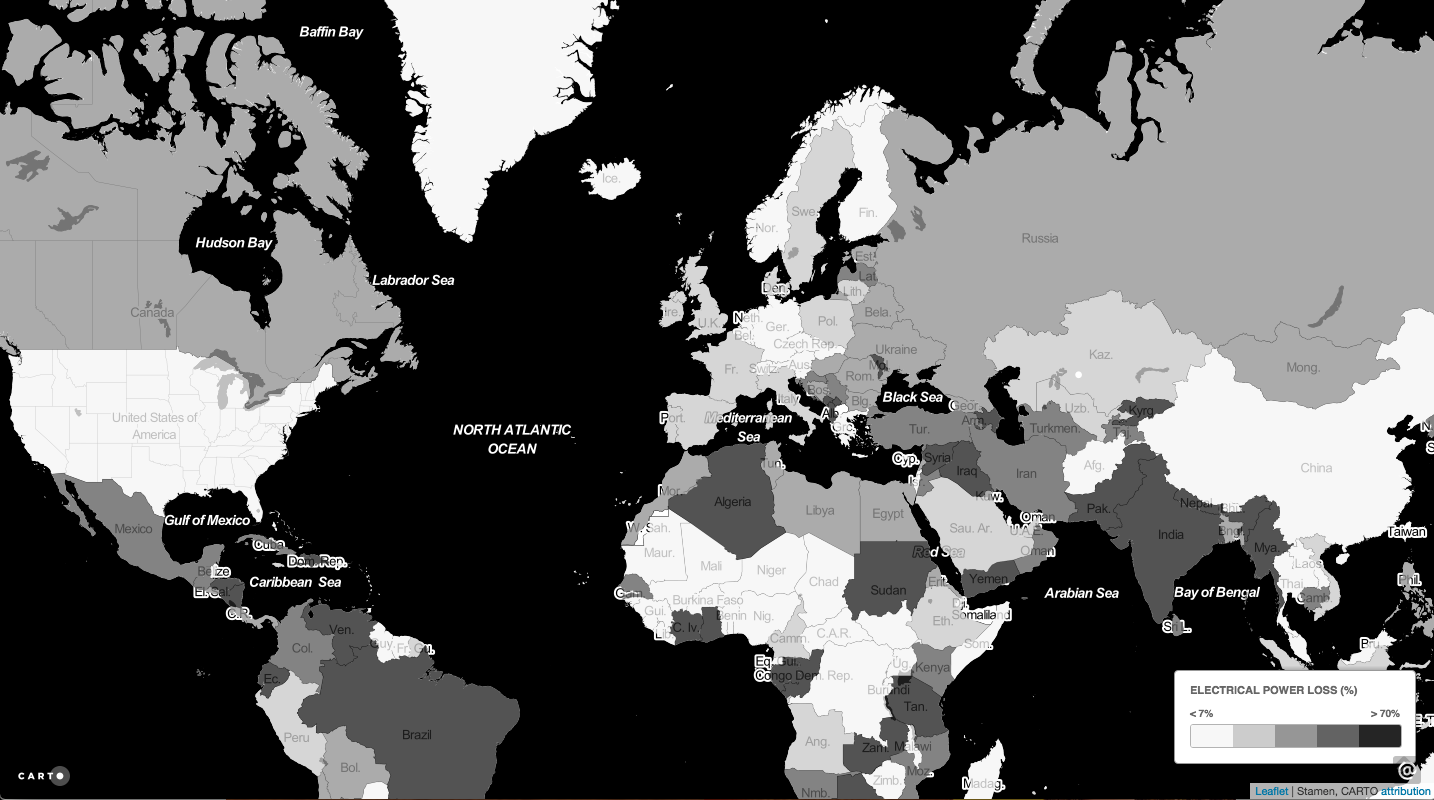 Baffin Bay
Ice.
Swe.
Fin.
Nor.
Hudson Bay
Russia
Est.
Labrador Sea
Lat.
Den.
Lith.
Canada
Ire.
U.K.
Neth.
Ger.
Pol.
Bela.
Bel.
Czech Rep.
Ukraine
Kaz.
Mong.
Fr.
Switz.
Aus.
Mol.
Rom.
Bos.
Italy
Blg.
Black Sea
Geor.
Uzb.
Kyrg.
United States of
America
Port.
Mediterranean
Sea
Alb.
Grc.
Tur.
Arm.
Turkmen.
Taj.
NORTH ATLANTIC
OCEAN
Tun.
Cyp.
Syria
Iraq
Iran
Afg.
China
Is.
Mor.
Algeria
Libya
Egypt
Kuw.
Pak.
Nepal
Gulf of Mexico
Mexico
W. Sah.
Sau. Ar.
Oman
U.A.E.
India
Bng.
Taiwan
Cuba
Dom. Rep.
Maur.
Mali
Niger
Chad
Red Sea
Oman
Mya.
Laos
Belize
Caribbean Sea
Sudan
Erit.
Yemen
Arabian Sea
Bay of Bengal
Thai.
Phil.
El. Sal.
Gam.
Burkina Faso
Somaliland
Camb.
C.R.
Gui.
Benin
Nig.
Eth.
Lib.
C. Iv.
C.A.R.
Camm.
Som.
S. L.
Ven.
Guy.
Fr. Gu.
Col.
Eq. Gui.
Ug.
Kenya
Bru.
Ec.
Congo
Dem. Rep.
Burundi
Tan.
Peru
Brazil
Ang.
Zam.
Malawi
Bol.
Nmb.
Zimb.
Moz.
Madag.
ELECTRICAL POWER LOSS (%)
< 7%
> 70%
CARTO
@
Leaflet | Stamen, CARTO attribution